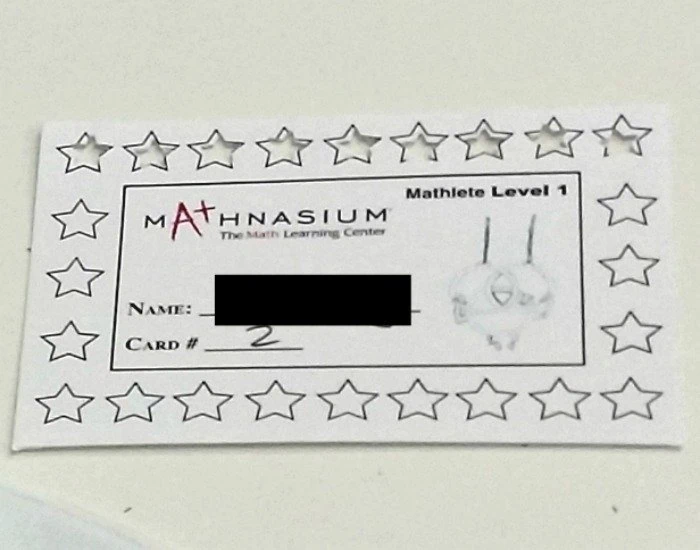 Mathlete Level 1
MATHNASIUM
The Math Learning Center
NAME:
CARD # 2